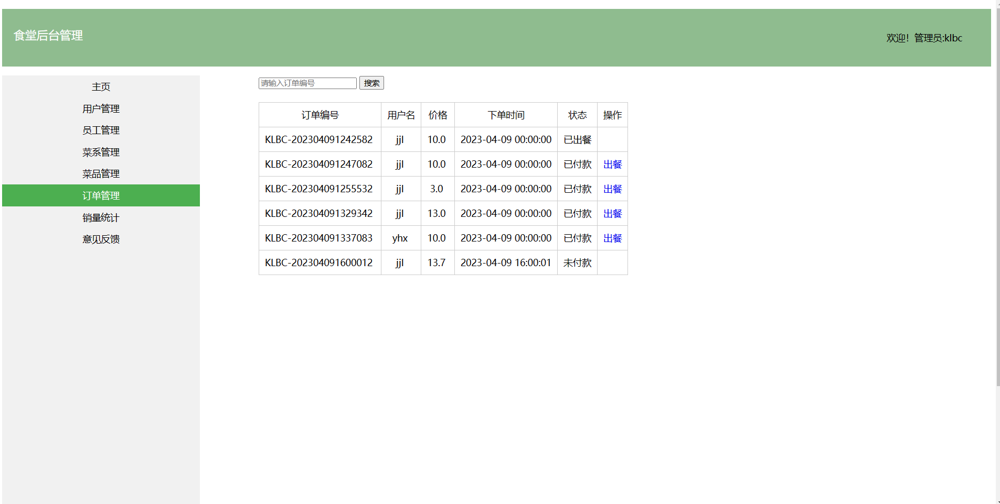 食堂后台管理
欢迎！管理员:klbc
主页
用户管理
员工管理
菜系管理
菜品管理
订单管理
销量统计
意见反馈
请输入订单编号 搜索
订单编号 用户名 价格 下单时间 状态 操作
KLBC-202304091242582 jjl 10.0 2023-04-09 00:00:00 已出餐
KLBC-202304091247082 jjl 10.0 2023-04-09 00:00:00 已付款 出餐
KLBC-202304091255532 jjl 3.0 2023-04-09 00:00:00 已付款 出餐
KLBC-202304091329342 jjl 13.0 2023-04-09 00:00:00 已付款 出餐
KLBC-202304091337083 yhx 10.0 2023-04-09 00:00:00 已付款 出餐
KLBC-202304091600012 jjl 13.7 2023-04-09 16:00:01 未付款